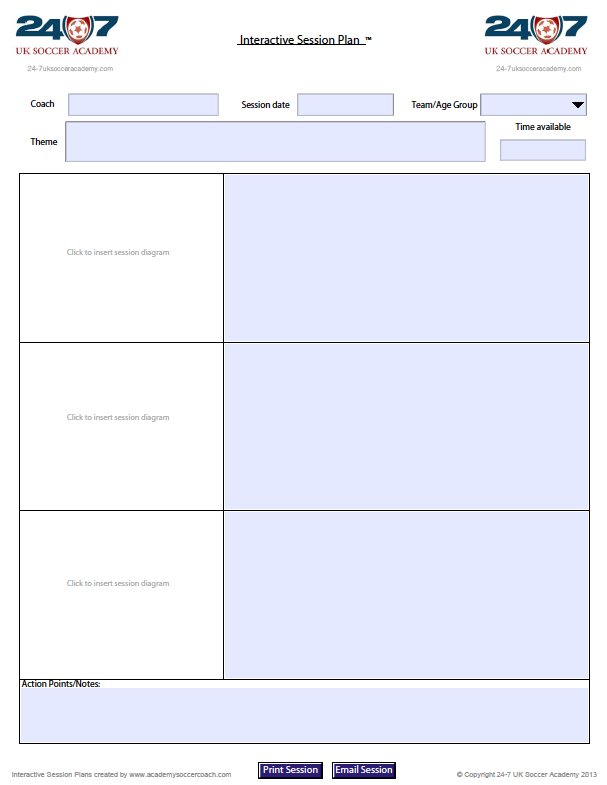 24 7
UK SOCCER ACADEMY
24-7uksocceracademy.com
Interactive Session Plan ™
24 7
UK SOCCER ACADEMY
24-7uksocceracademy.com
Coach
Session date
Team/Age Group
Theme
Time available
Click to insert session diagram
Click to insert session diagram
Click to insert session diagram
Action Points/Notes:
Interactive Session Plans created by www.academysoccercoach.com
Print Session
Email Session
© Copyright 24-7 UK Soccer Academy 2013